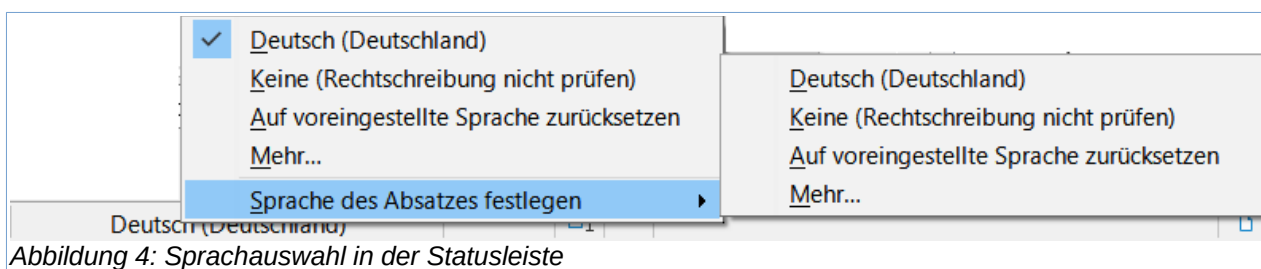 Deutsch (Deutschland)
Keine (Rechtschreibung nicht prüfen)
Auf voreingestellte Sprache zurücksetzen
Mehr...
Sprache des Absatzes festlegen
Deutsch (Deutschland)
Keine (Rechtschreibung nicht prüfen)
Auf voreingestellte Sprache zurücksetzen
Mehr...
Deutsch (Deutschland)
Abbildung 4: Sprachauswahl in der Statusleiste